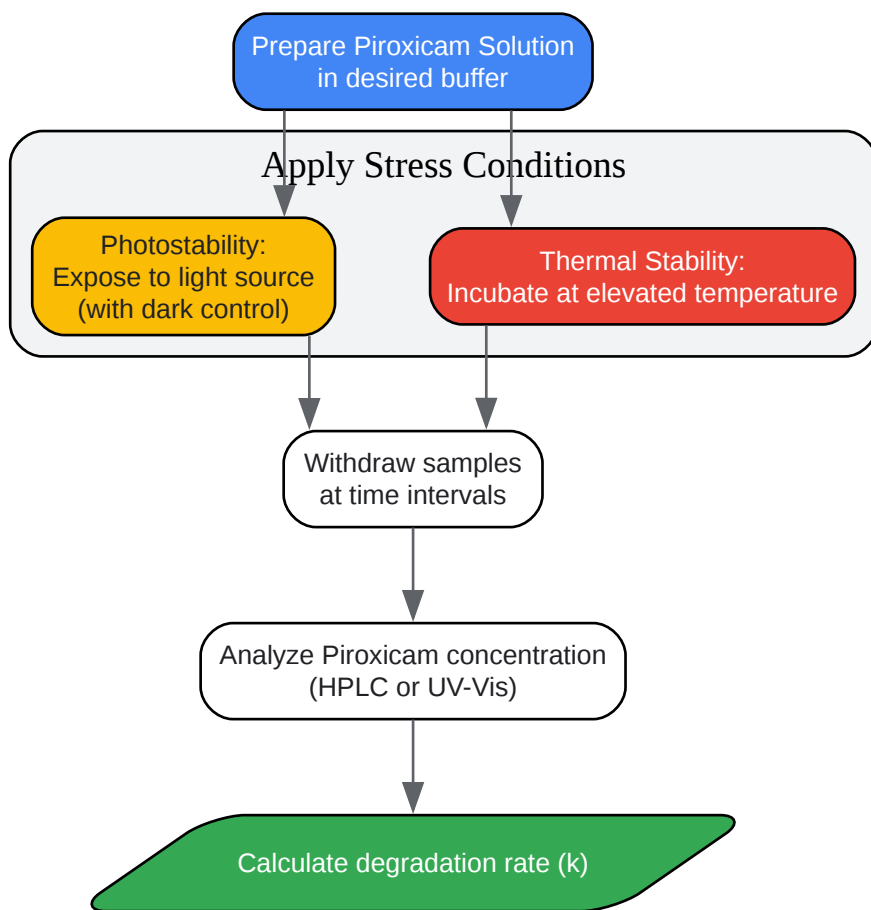 Prepare Piroxicam Solution
in desired buffer
Apply Stress Conditions
Photostability:
Expose to light source
(with dark control)
Thermal Stability:
Incubate at elevated temperature
Withdraw samples
at time intervals
Analyze Piroxicam concentration
(HPLC or UV-Vis)
Calculate degradation rate (k)